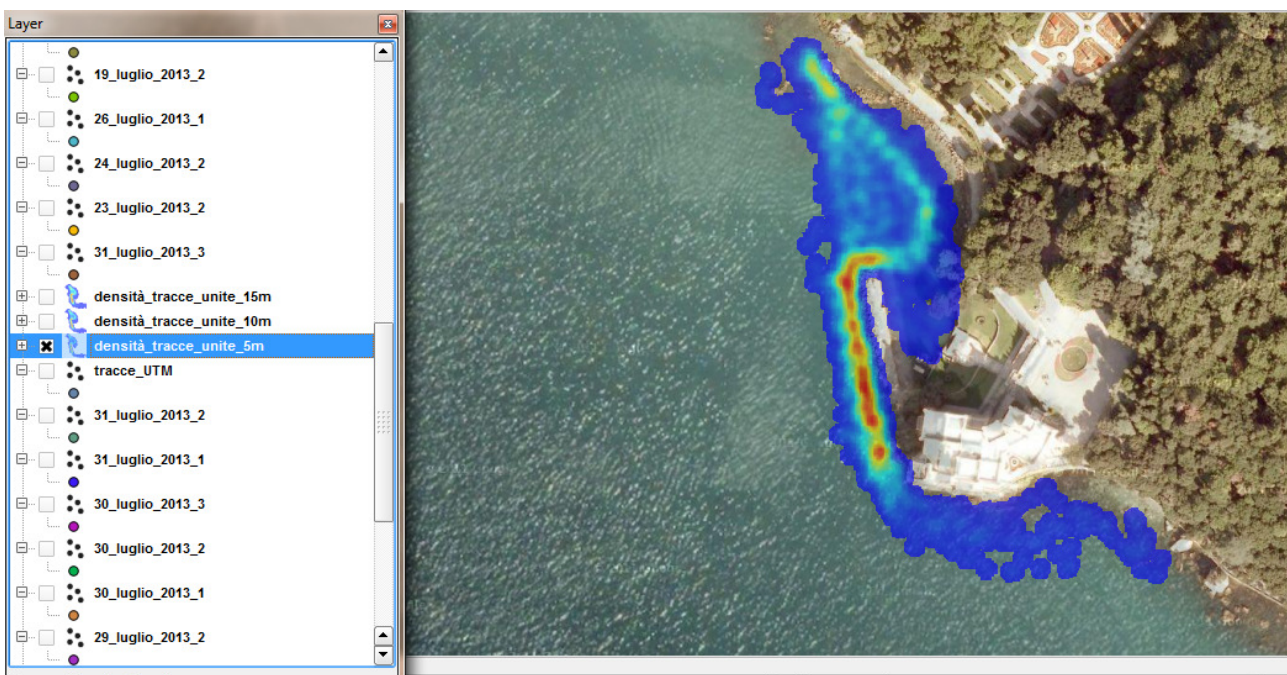 Layer
19_luglio_2013_2
26_luglio_2013_1
24_luglio_2013_2
23_luglio_2013_2
31_luglio_2013_3
densità_tracce_unite_15m
densità_tracce_unite_10m
densità_tracce_unite_5m
tracce_UTM
31_luglio_2013_2
31_luglio_2013_1
30_luglio_2013_3
30_luglio_2013_2
30_luglio_2013_1
29_luglio_2013_2